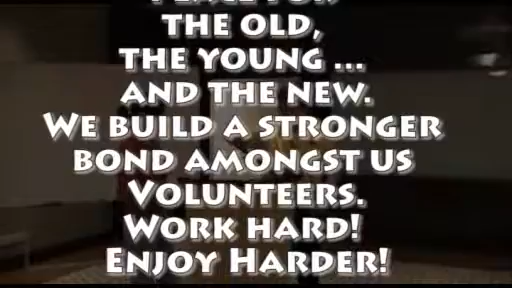 THE OLD,
THE YOUNG ...
AND THE NEW.
WE BUILD A STRONGER
BOND AMONGST US
VOLUNTEERS.
WORK HARD!
ENJOY HARDER!